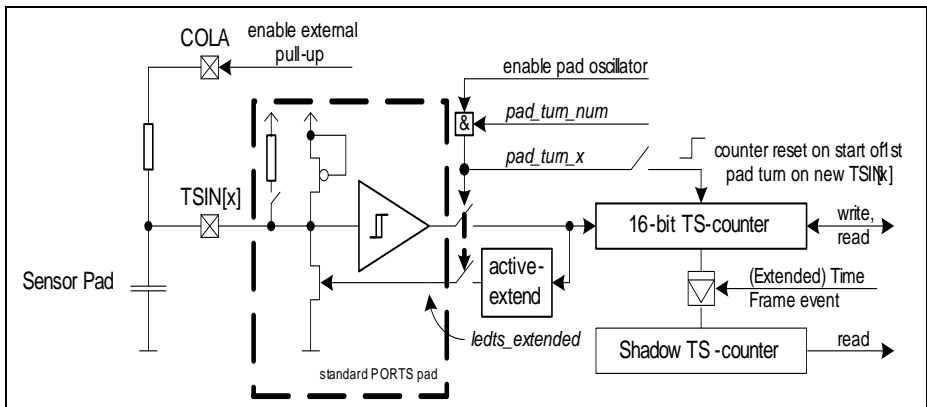 COLA
enable external
pull-up
enable pad oscillator
&
pad_turn_num
pad_turn_x
counter reset on start of1st
pad turn on new TSIN[x]
TSIN[x]
16-bit TS-counter
write,
read
Sensor Pad
active-
extend
(Extended) Time
Frame event
ledts_extended
Shadow TS -counter
read
standard PORTS pad